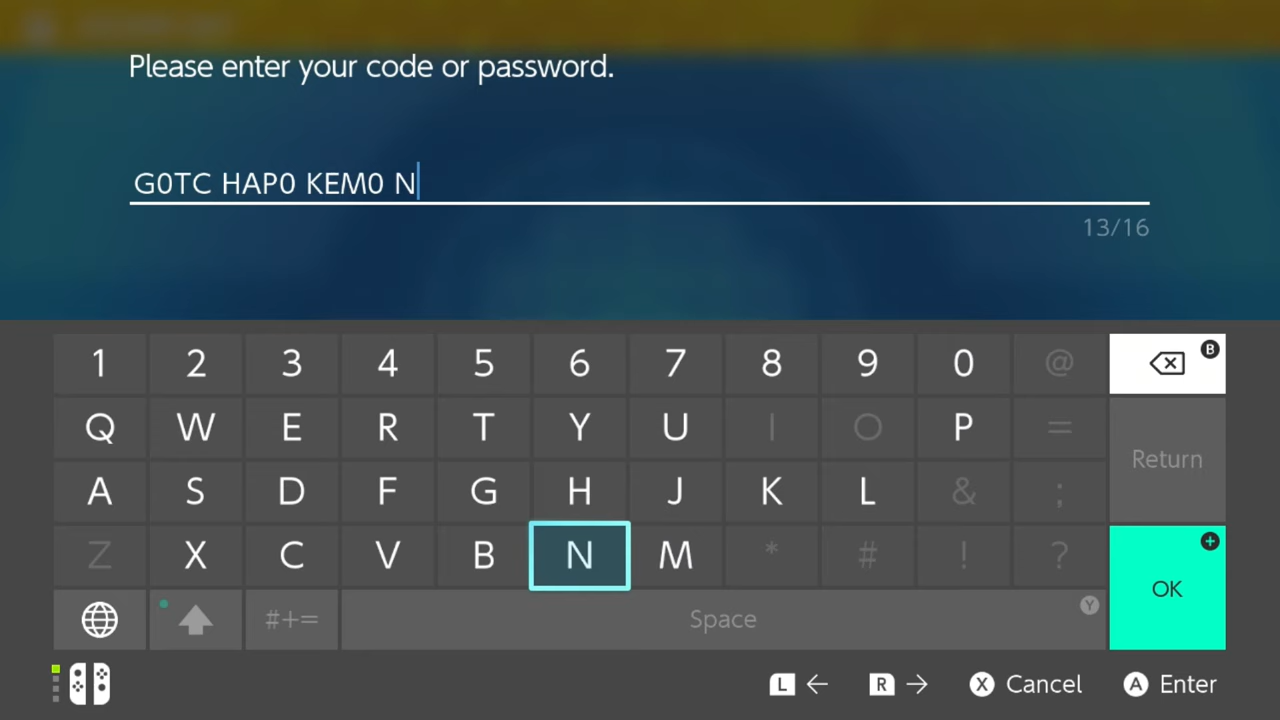 Please enter your code or password.
G0TC HAP0 KEM0 N
13/16
1 2 3 4 5 6 7 8 9 0 @
Q W E R T Y U I O P =
Return
A S D F G H J K L & ;
Z X C V B N M * # ! ?
OK
#+= Space Y
B
+
L ← R → X Cancel A Enter